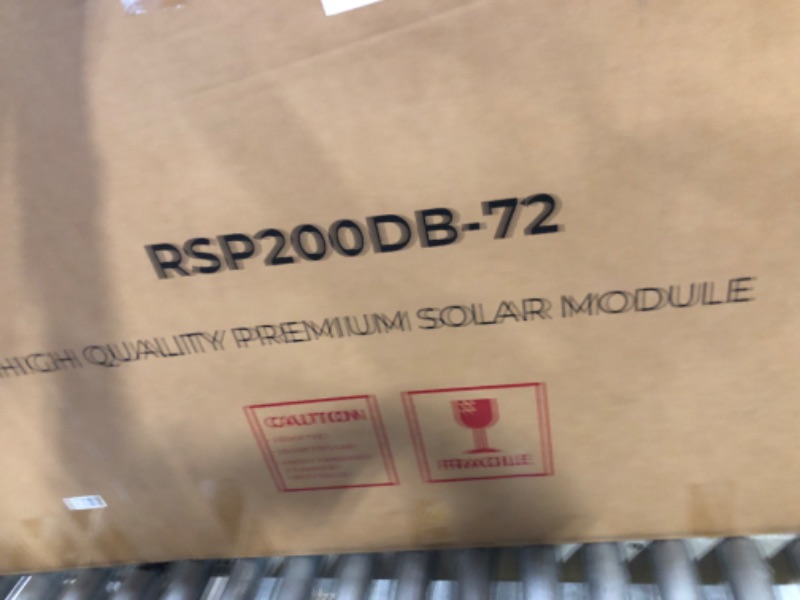 RSP200DB-72
HIGH QUALITY PREMIUM SOLAR MODULE
CAUTION
FRAGILE